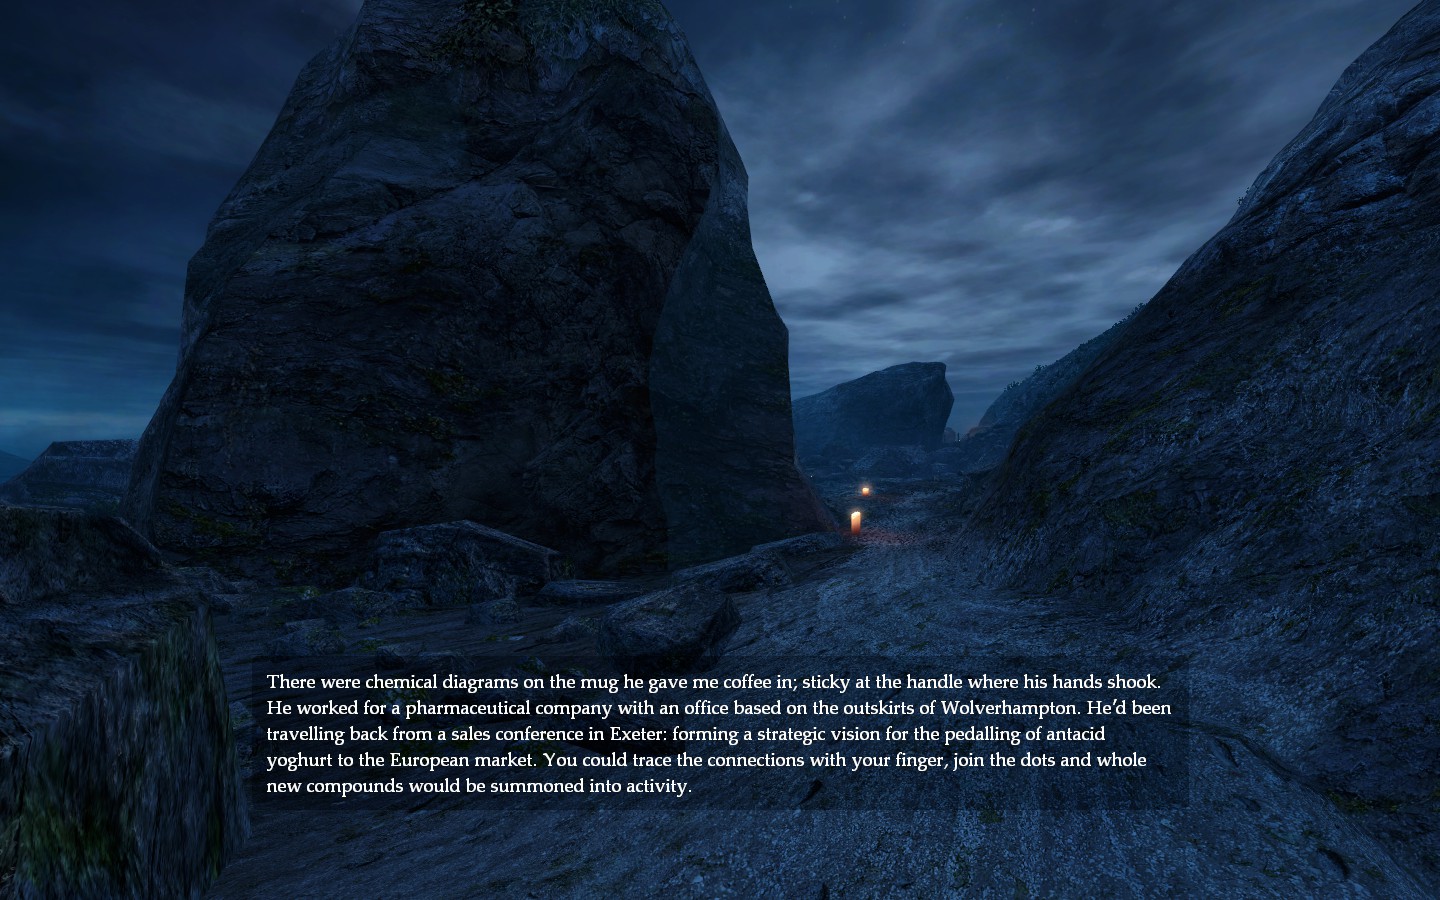 There were chemical diagrams on the mug he gave me coffee in; sticky at the handle where his hands shook.
He worked for a pharmaceutical company with an office based on the outskirts of Wolverhampton. He’d been
travelling back from a sales conference in Exeter: forming a strategic vision for the pedalling of antacid
yoghurt to the European market. You could trace the connections with your finger, join the dots and whole
new compounds would be summoned into activity.